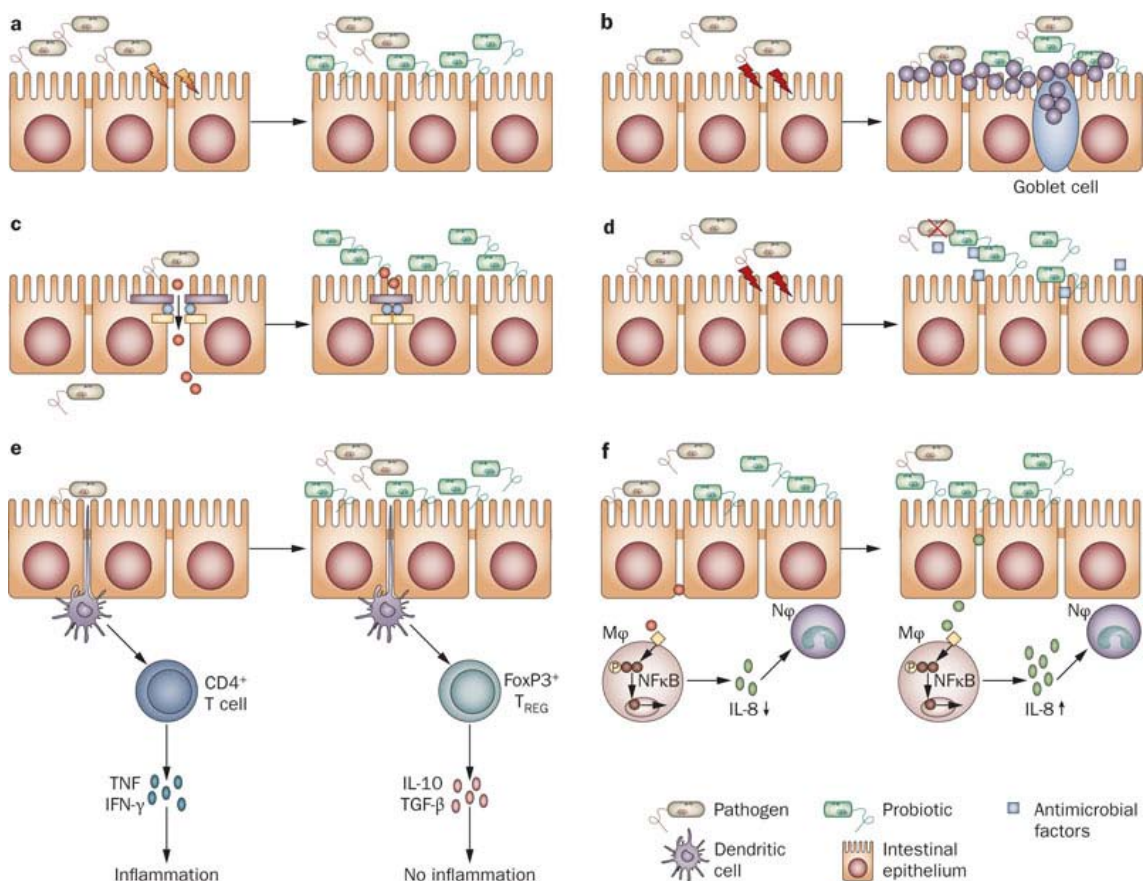 a
b
Goblet cell
c
d
e
CD4⁺
T cell
TNF
IFN-γ
Inflammation
FoxP3⁺
T_REG
IL-10
TGF-β
No inflammation
f
Mφ
P
NFκB
IL-8 ↓
Nφ
Mφ
P
NFκB
IL-8 ↑
Nφ
Pathogen
Probiotic
Antimicrobial
factors
Dendritic
cell
Intestinal
epithelium